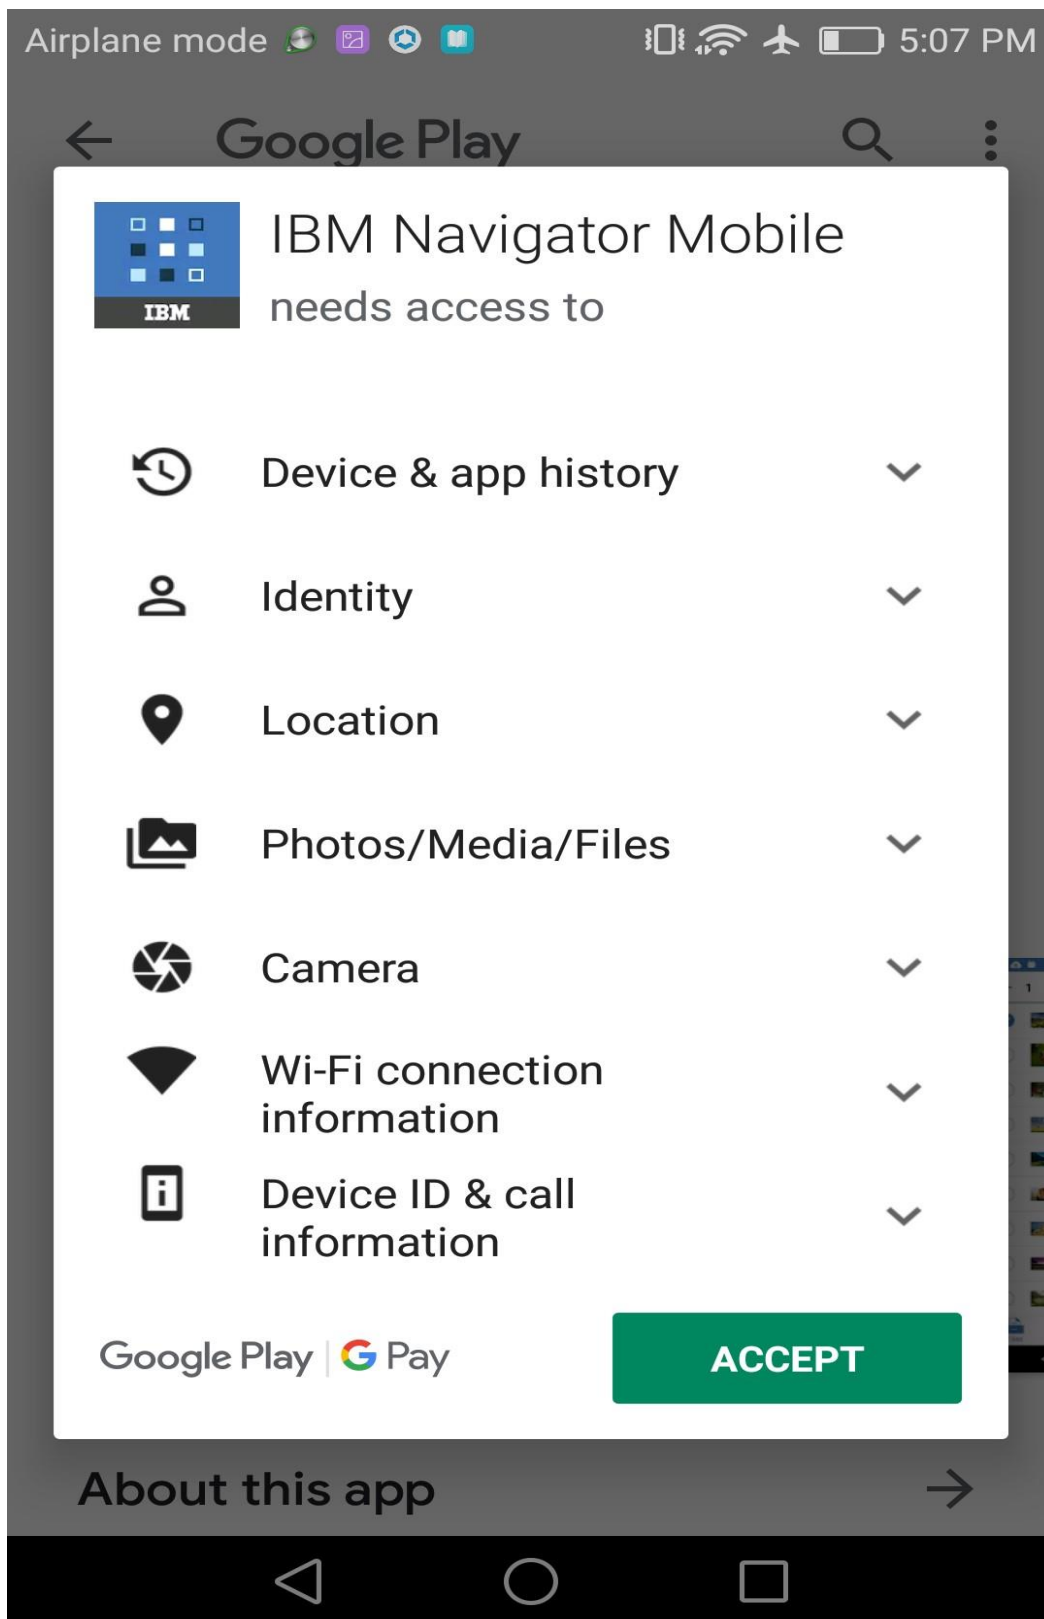 Airplane mode 5:07 PM
Google Play
IBM
IBM Navigator Mobile
needs access to
Device & app history
Identity
Location
Photos/Media/Files
Camera
Wi-Fi connection
information
Device ID & call
information
Google Play | G Pay
ACCEPT
1
About this app